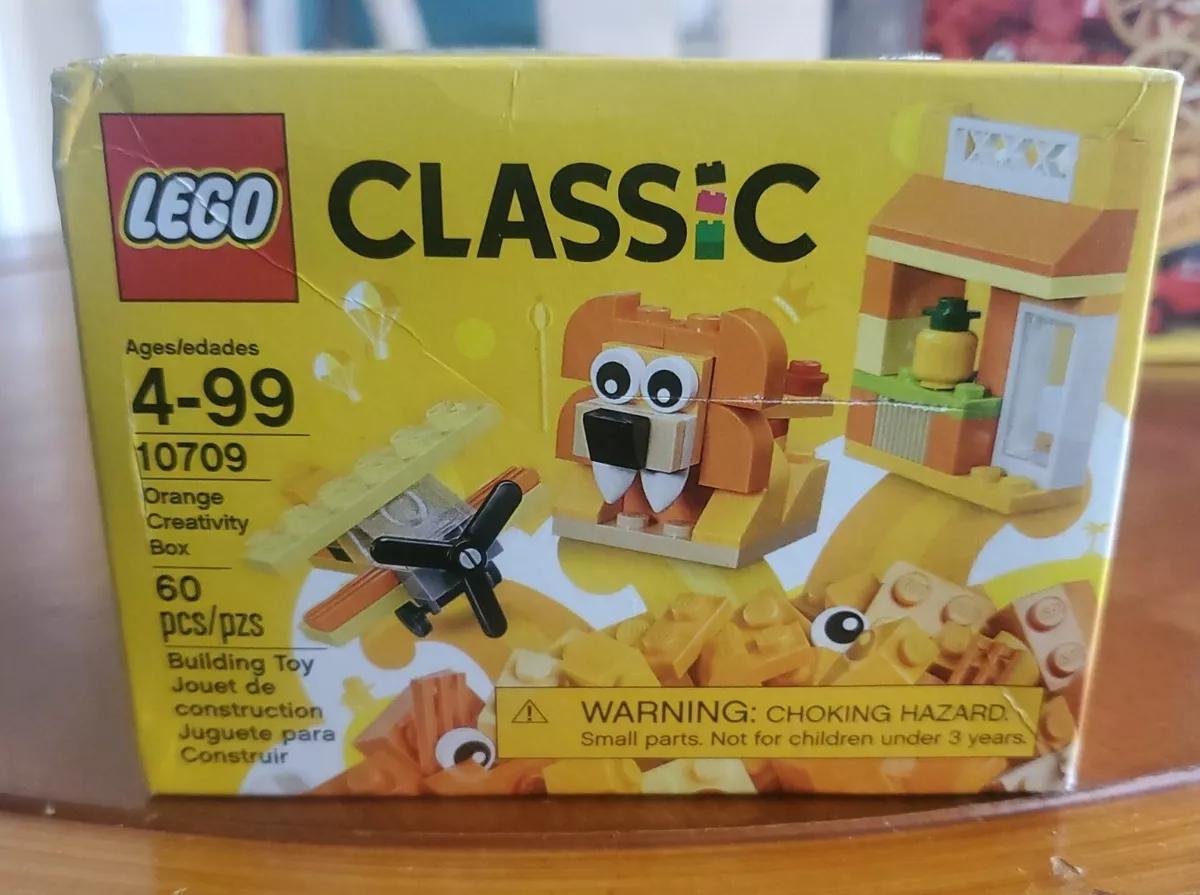 LEGO
CLASSiC
Ages/edades
4-99
10709
Orange
Creativity
Box
60
pcs/pzs
Building Toy
Jouet de
construction
Juguete para
Construir
WARNING: CHOKING HAZARD.
Small parts. Not for children under 3 years.